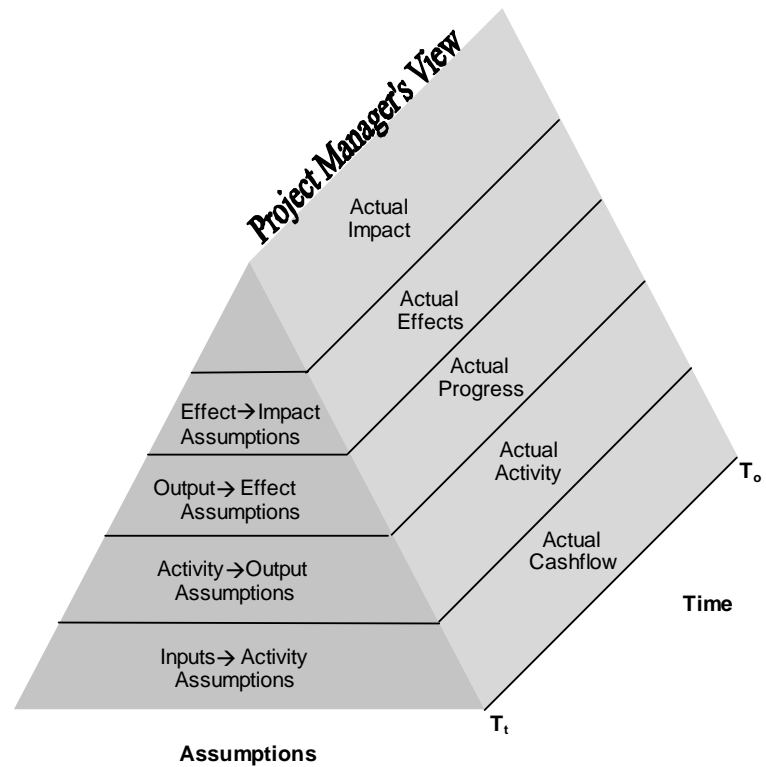 Project Manager's View
Actual
Impact
Actual
Effects
Actual
Progress
Actual
Activity
Actual
Cashflow
Effect→Impact
Assumptions
Output→Effect
Assumptions
Activity→Output
Assumptions
Inputs→Activity
Assumptions
To
Time
Tt
Assumptions